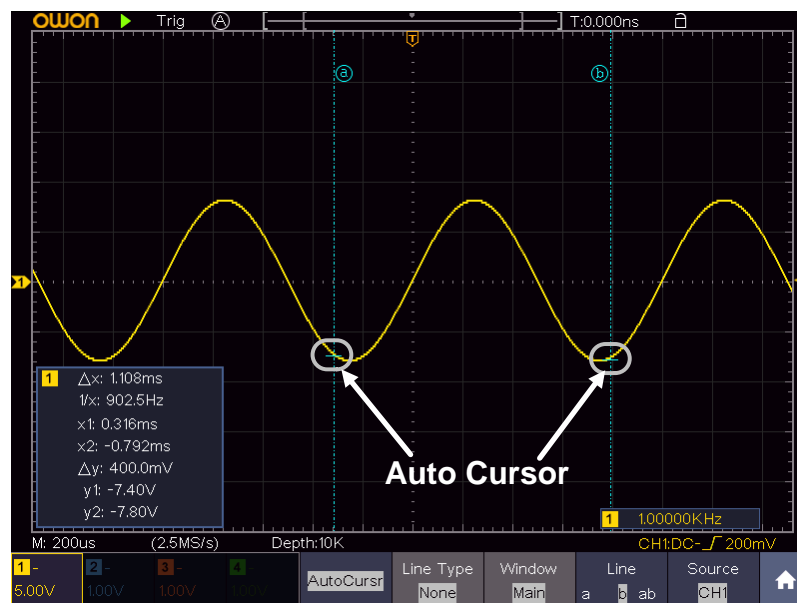 owon Trig A T:0.000ns
T
a b
1
1
△x: 1.108ms
1/x: 902.5Hz
x1: 0.316ms
x2: -0.792ms
△y: 400.0mV
y1: -7.40V
y2: -7.80V
Auto Cursor
1 1.00000KHz
M: 200us (2.5MS/s) Depth:10K CH1:DC- 200mV
1 - 2 - 3 - 4 -
5.00V 1.00V 1.00V 1.00V
AutoCursr
Line Type
None
Window
Main
Line
a b ab
Source
CH1